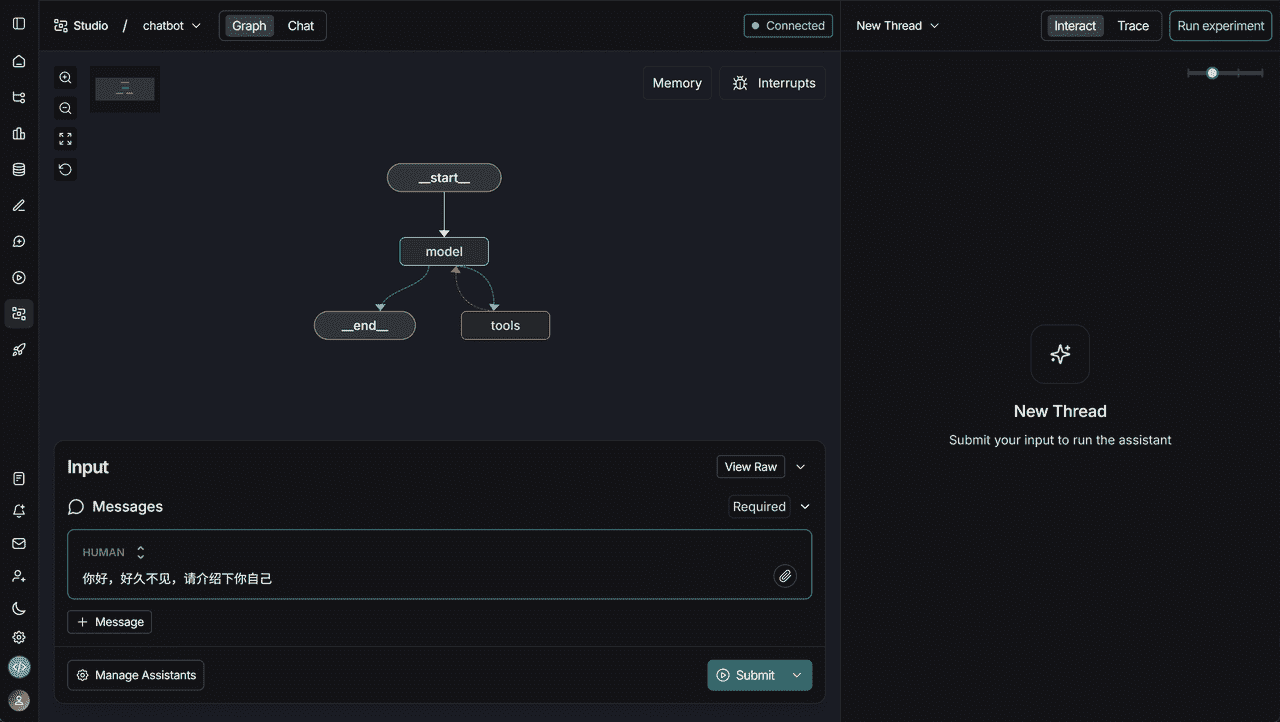 Studio / chatbot
Graph
Chat
Connected
New Thread
Interact
Trace
Run experiment
Memory
Interrupts
__start__
model
__end__
tools
New Thread
Submit your input to run the assistant
Input
View Raw
Messages
Required
HUMAN
你好，好久不见，请介绍下你自己
+ Message
Manage Assistants
Submit